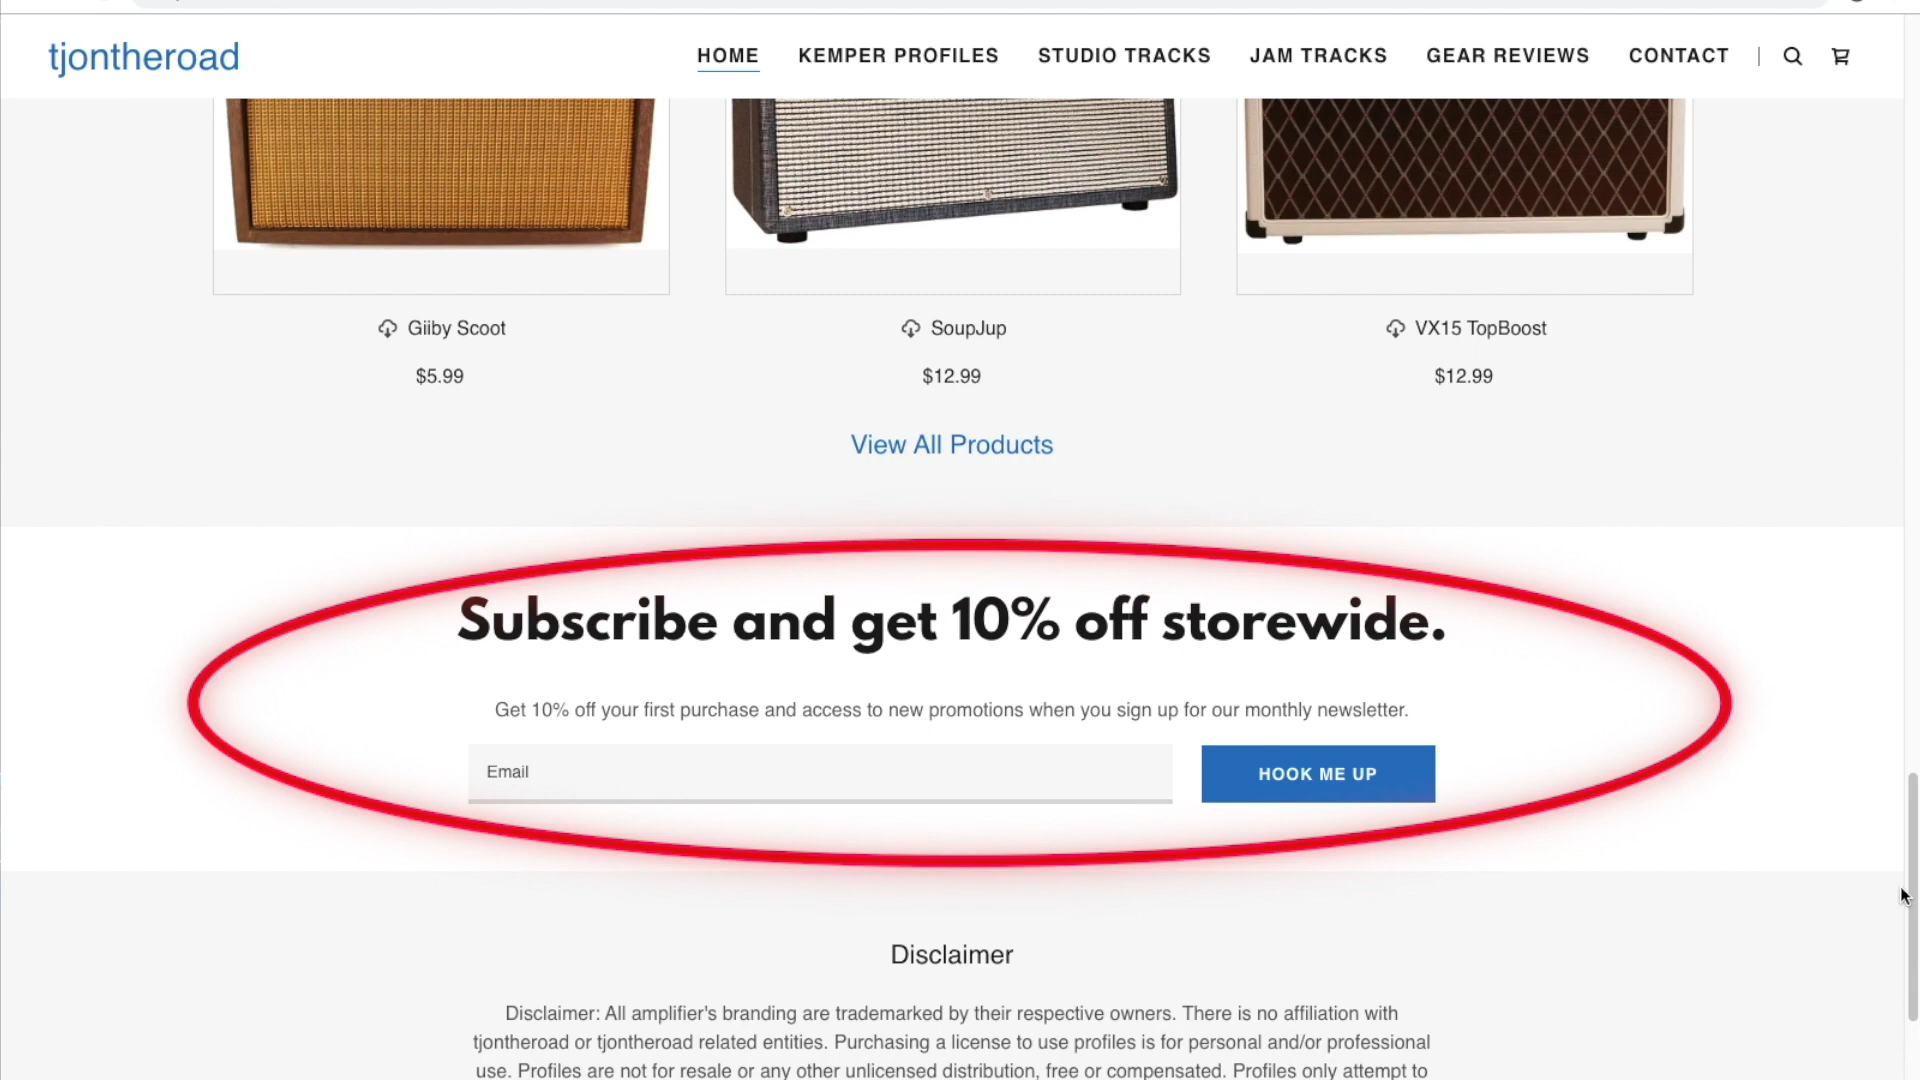 tjontheroad
HOME KEMPER PROFILES STUDIO TRACKS JAM TRACKS GEAR REVIEWS CONTACT
Giiby Scoot
$5.99
SoupJup
$12.99
VX15 TopBoost
$12.99
View All Products
Subscribe and get 10% off storewide.
Get 10% off your first purchase and access to new promotions when you sign up for our monthly newsletter.
Email
HOOK ME UP
Disclaimer
Disclaimer: All amplifier's branding are trademarked by their respective owners. There is no affiliation with
tjontheroad or tjontheroad related entities. Purchasing a license to use profiles is for personal and/or professional
use. Profiles are not for resale or any other unlicensed distribution, free or compensated. Profiles only attempt to